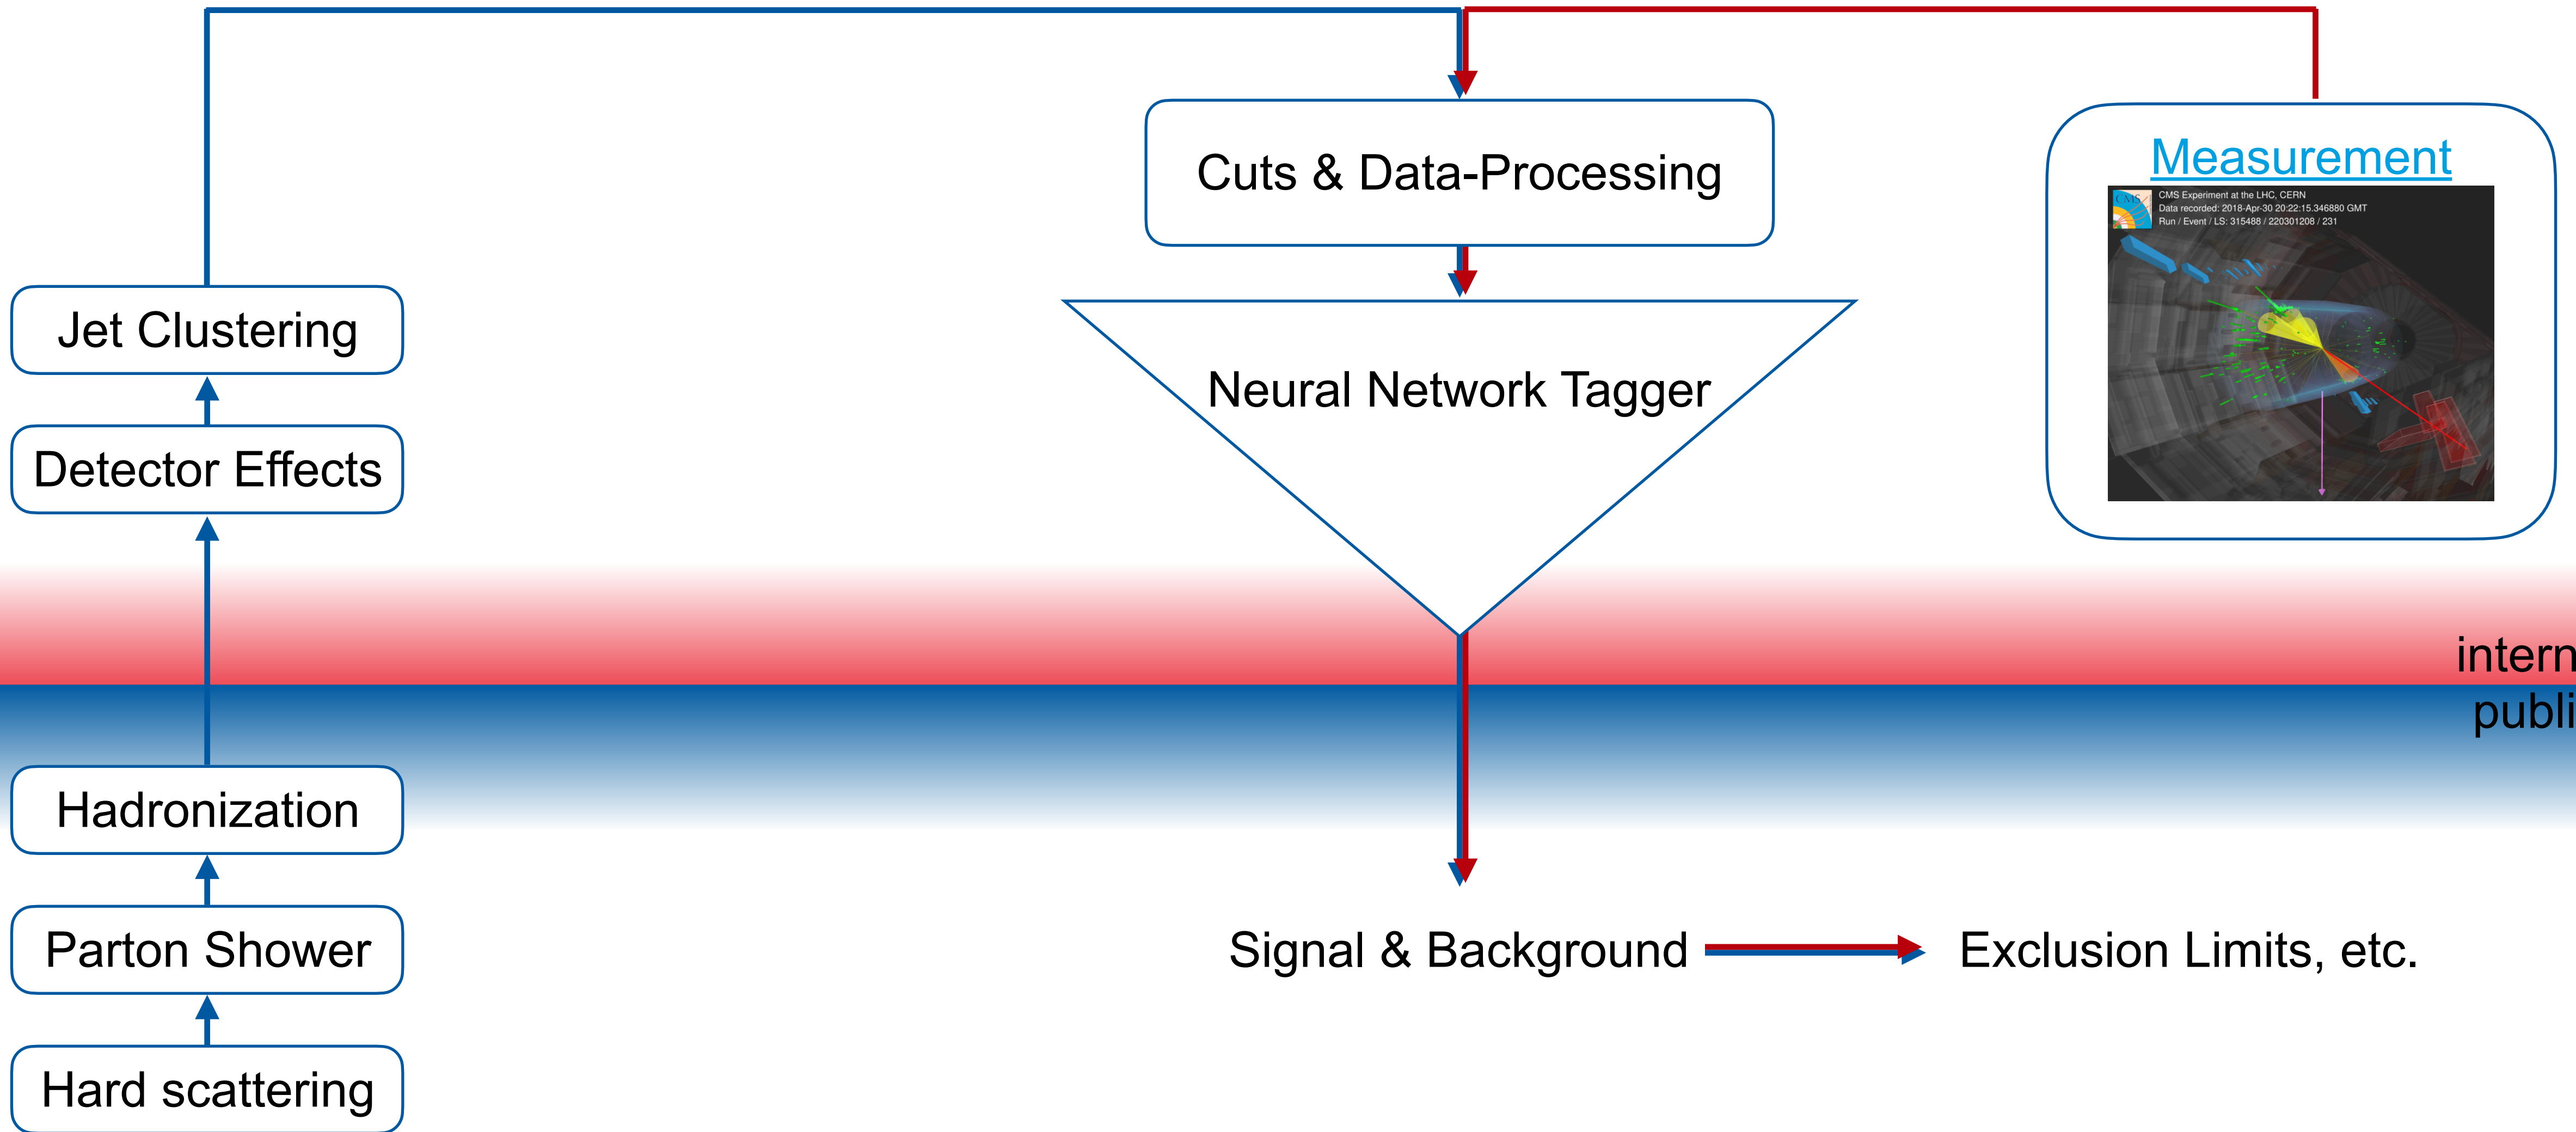 Cuts & Data-Processing
Measurement
CMS
CMS Experiment at the LHC, CERN
Data recorded: 2018-Apr-30 20:22:15.346880 GMT
Run / Event / LS: 315488 / 220301208 / 231
Jet Clustering
Neural Network Tagger
Detector Effects
intern
publi
Hadronization
Parton Shower
Signal & Background
Exclusion Limits, etc.
Hard scattering